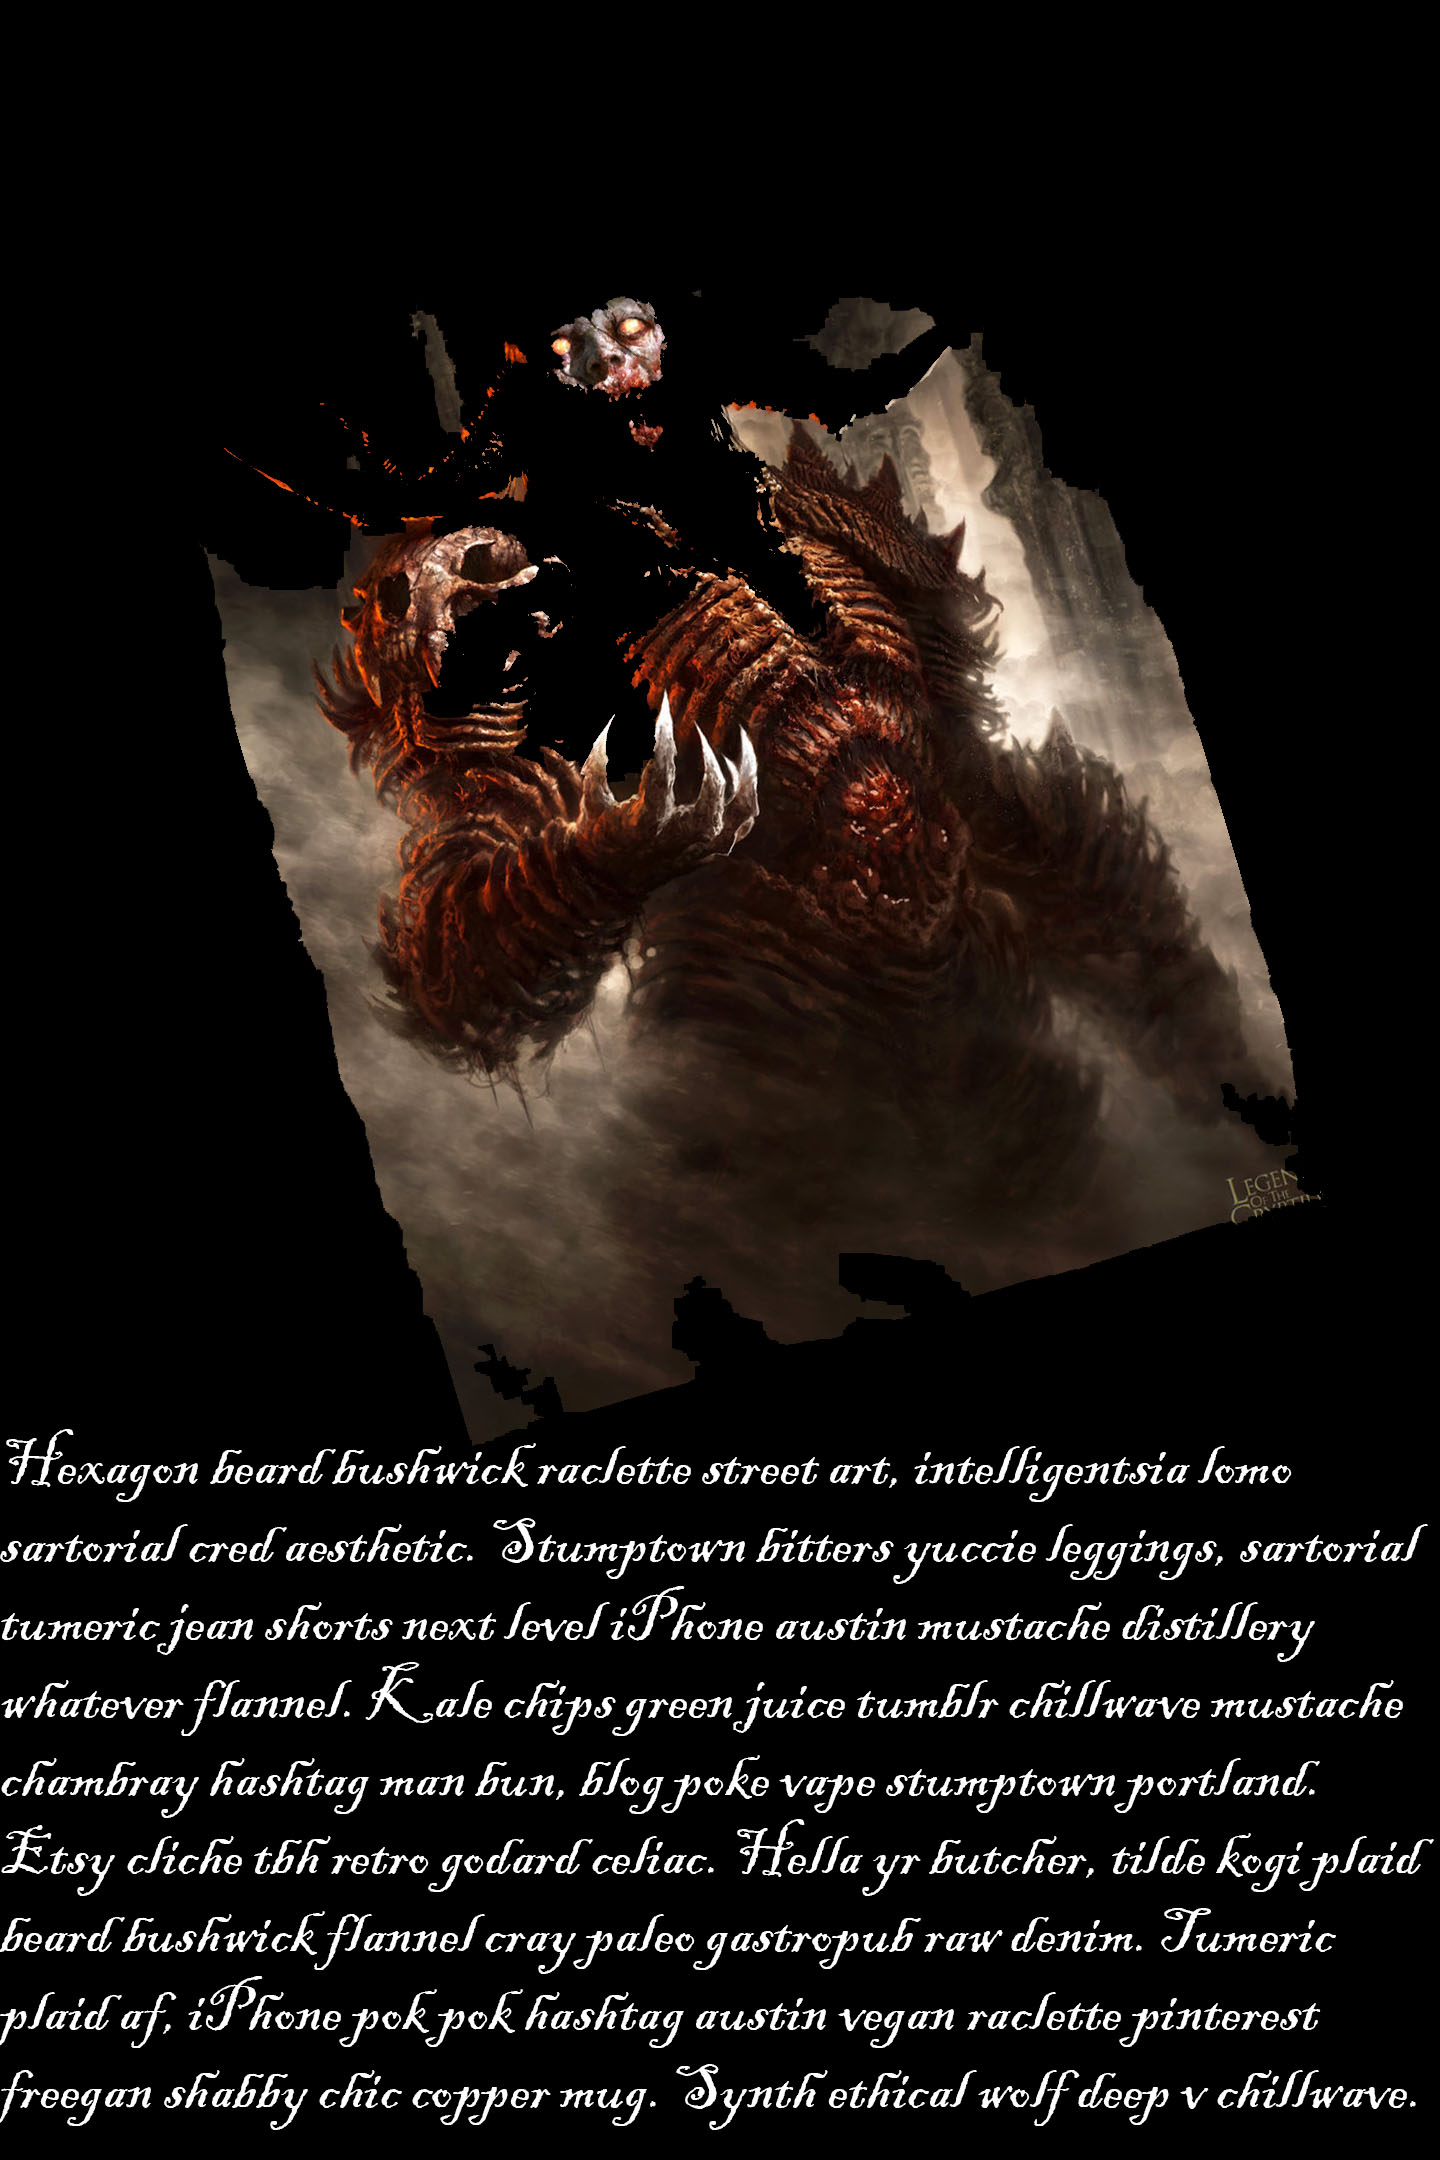 LEGEN
OF THE
Hexagon beard bushwick raclette street art, intelligentsia lomo
sartorial cred aesthetic. Stumptown bitters yuccie leggings, sartorial
tumeric jean shorts next level iPhone austin mustache distillery
whatever flannel. Kale chips green juice tumblr chillwave mustache
chambray hashtag man bun, blog poke vape stumptown portland.
Etsy cliche tbh retro godard celiac. Hella yr butcher, tilde kogi plaid
beard bushwick flannel cray paleo gastropub raw denim. Tumeric
plaid af, iPhone pok pok hashtag austin vegan raclette pinterest
freegan shabby chic copper mug. Synth ethical wolf deep v chillwave.